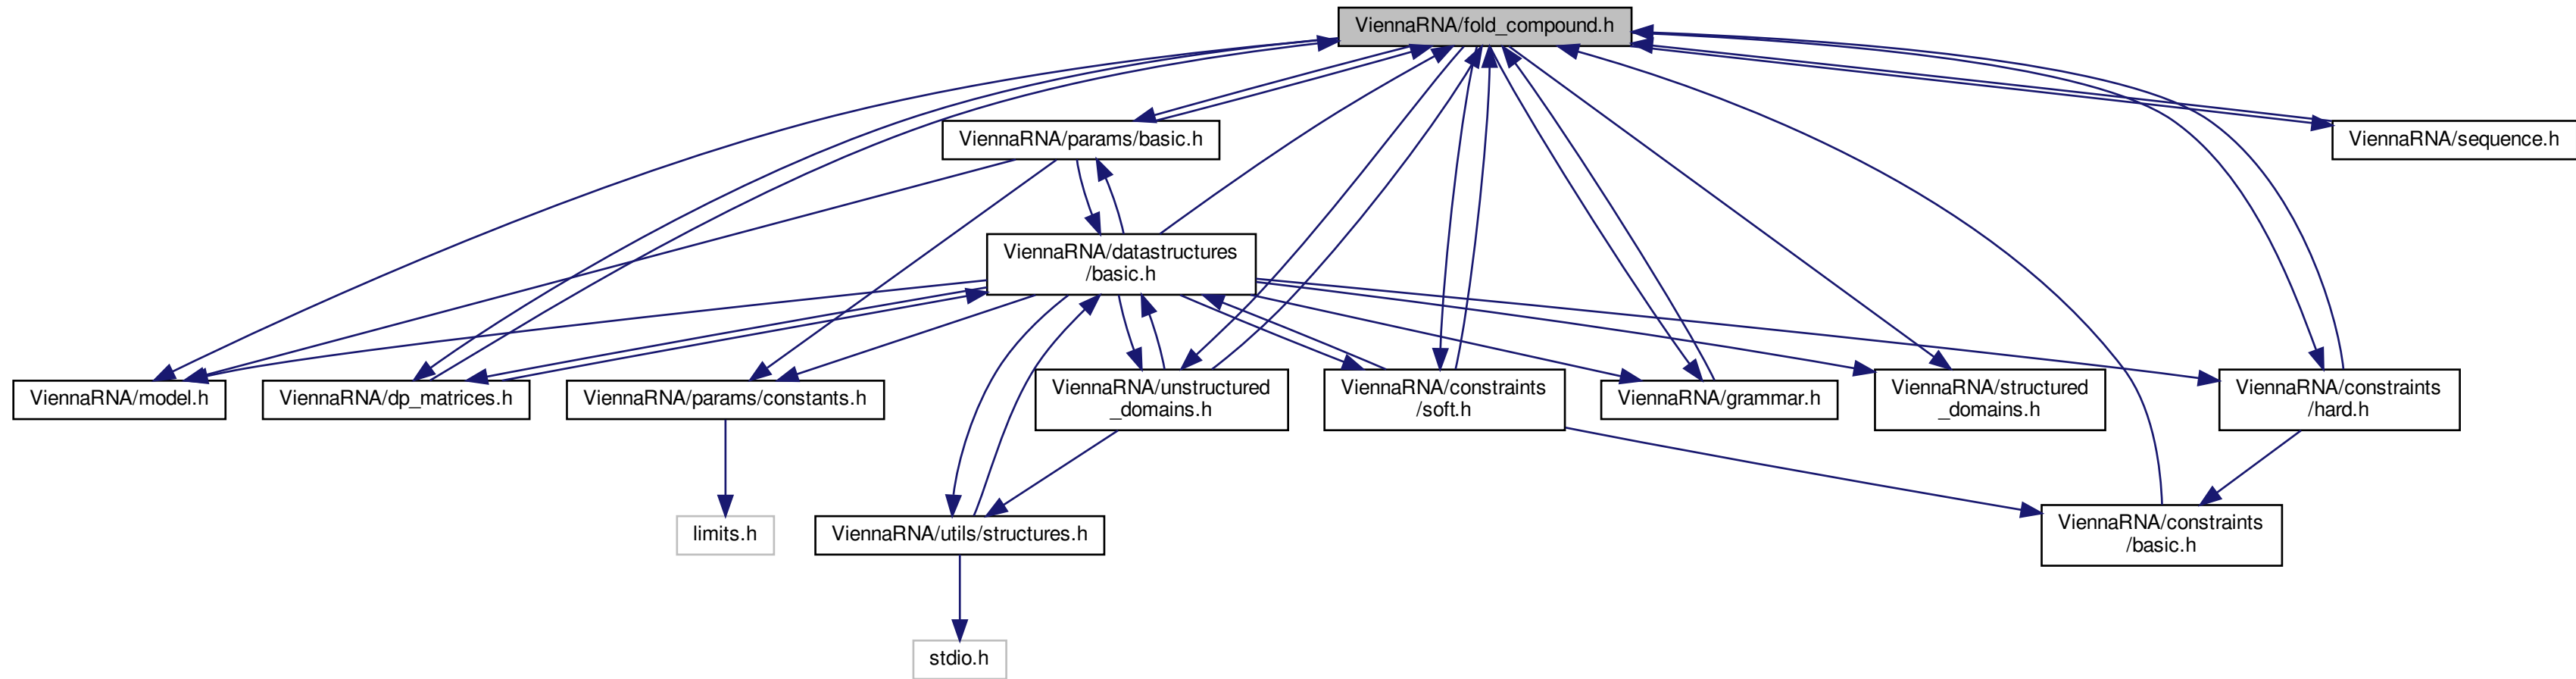 ViennaRNA/fold_compound.h
ViennaRNA/params/basic.h
ViennaRNA/sequence.h
ViennaRNA/datastructures
/basic.h
ViennaRNA/model.h
ViennaRNA/dp_matrices.h
ViennaRNA/params/constants.h
ViennaRNA/unstructured
_domains.h
ViennaRNA/constraints
/soft.h
ViennaRNA/grammar.h
ViennaRNA/structured
_domains.h
ViennaRNA/constraints
/hard.h
limits.h
ViennaRNA/utils/structures.h
ViennaRNA/constraints
/basic.h
stdio.h